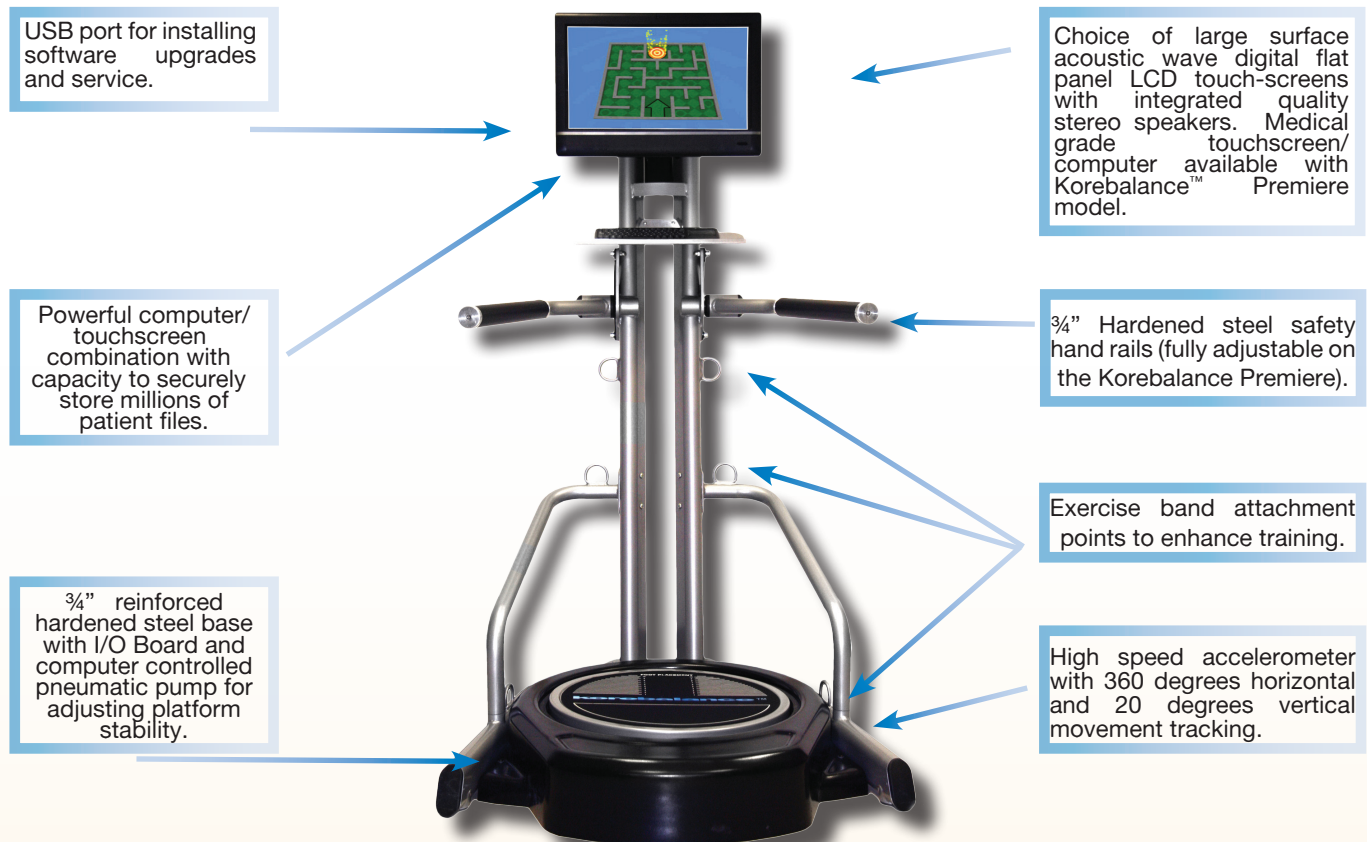 USB port for installing
software upgrades
and service.
Powerful computer/
touchscreen
combination with
capacity to securely
store millions of
patient files.
¾” reinforced
hardened steel base
with I/O Board and
computer controlled
pneumatic pump for
adjusting platform
stability.
Choice of large surface
acoustic wave digital flat
panel LCD touch-screens
with integrated quality
stereo speakers. Medical
grade touchscreen/
computer available with
Korebalance™ Premiere
model.
¾” Hardened steel safety
hand rails (fully adjustable on
the Korebalance Premiere).
Exercise band attachment
points to enhance training.
High speed accelerometer
with 360 degrees horizontal
and 20 degrees vertical
movement tracking.
korebalance™